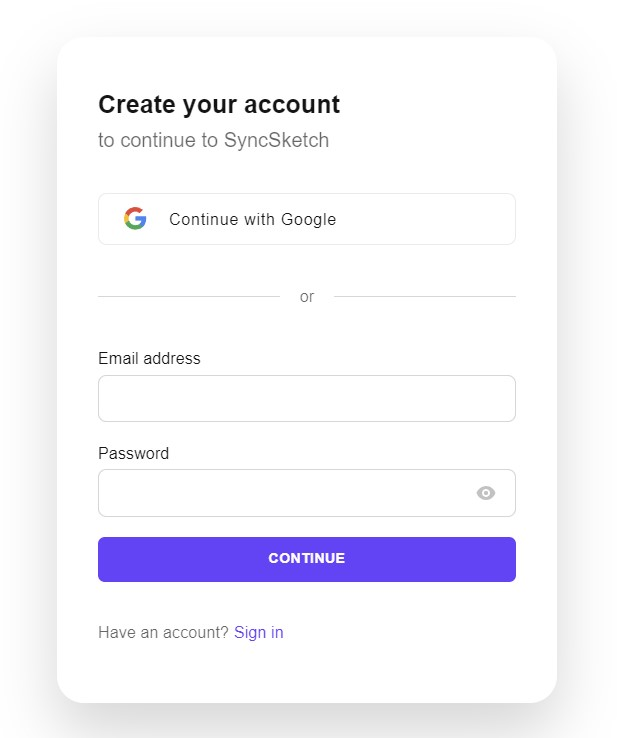 Create your account
to continue to SyncSketch
Continue with Google
or
Email address
Password
CONTINUE
Have an account? Sign in